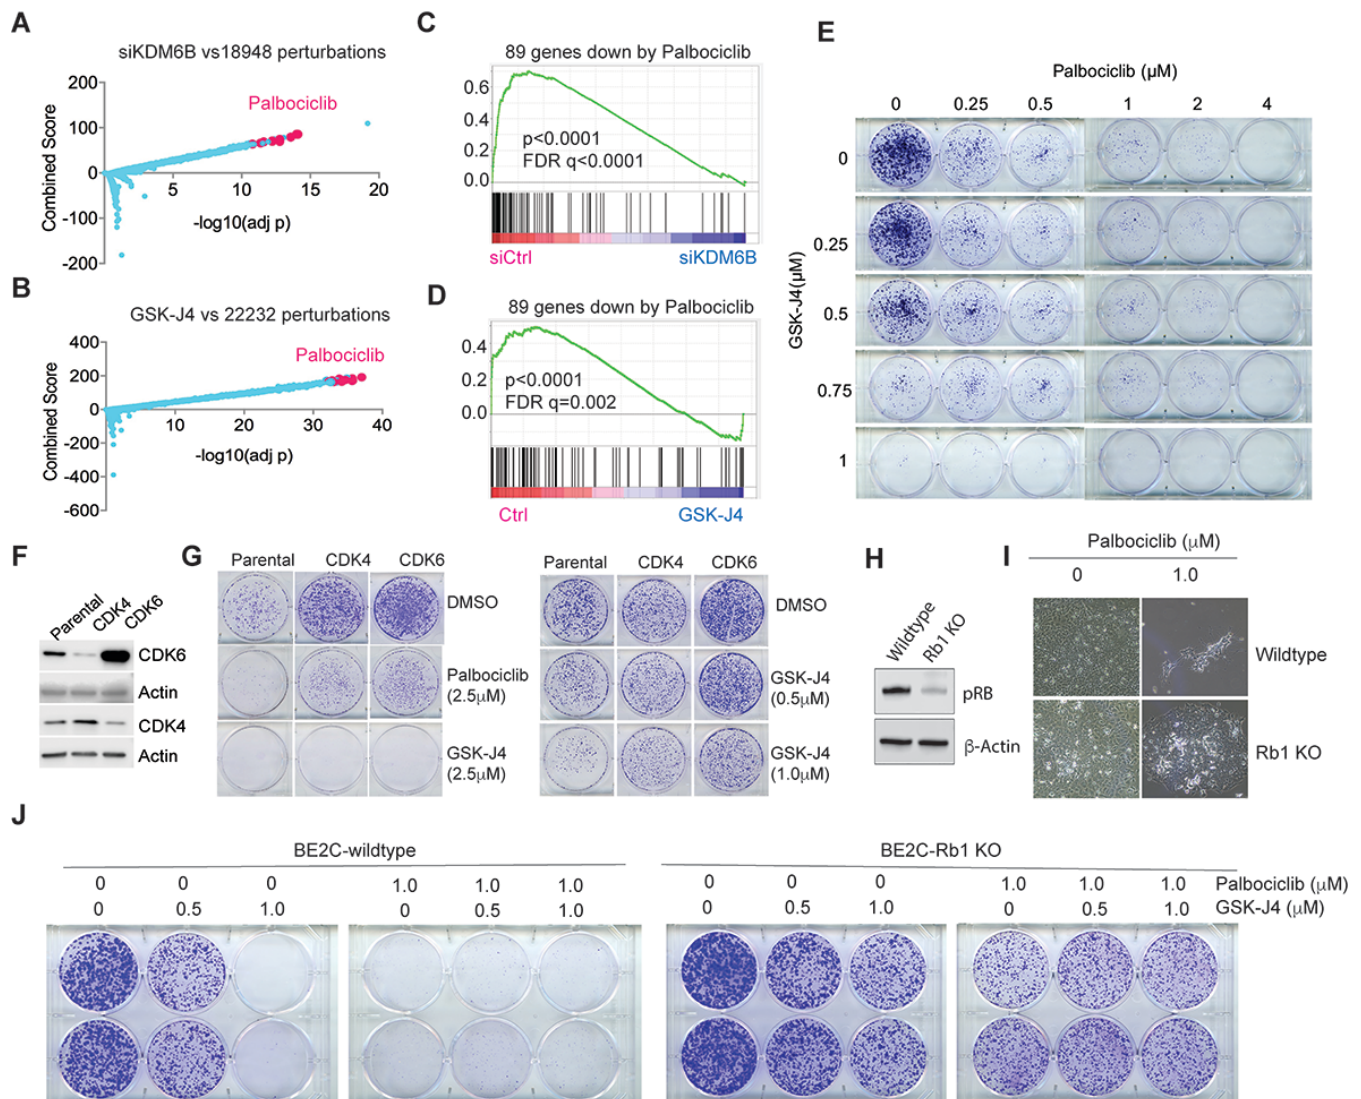 A
siKDM6B vs18948 perturbations
Combined Score
200
100
0
-100
-200
Palbociclib
5
10
15
20
-log10(adj p)
B
GSK-J4 vs 22232 perturbations
Combined Score
400
200
0
-200
-400
-600
Palbociclib
10
20
30
40
-log10(adj p)
C
89 genes down by Palbociclib
0.6
0.4
0.2
0.0
p<0.0001
FDR q<0.0001
siCtrl
siKDM6B
D
89 genes down by Palbociclib
0.4
0.2
0.0
p<0.0001
FDR q=0.002
Ctrl
GSK-J4
E
Palbociclib (µM)
0 0.25 0.5 1 2 4
GSK-J4(µM)
0
0.25
0.5
0.75
1
F
Parental
CDK4
CDK6
CDK6
Actin
CDK4
Actin
G
Parental CDK4 CDK6
DMSO
Palbociclib
(2.5µM)
GSK-J4
(2.5µM)
Parental CDK4 CDK6
DMSO
GSK-J4
(0.5µM)
GSK-J4
(1.0µM)
H
Wildtype
Rb1 KO
pRB
β-Actin
I
Palbociclib (µM)
0 1.0
Wildtype
Rb1 KO
J
BE2C-wildtype
0 0 0 1.0 1.0 1.0
0 0.5 1.0 0 0.5 1.0
BE2C-Rb1 KO
0 0 0 1.0 1.0 1.0 Palbociclib (µM)
0 0.5 1.0 0 0.5 1.0 GSK-J4 (µM)